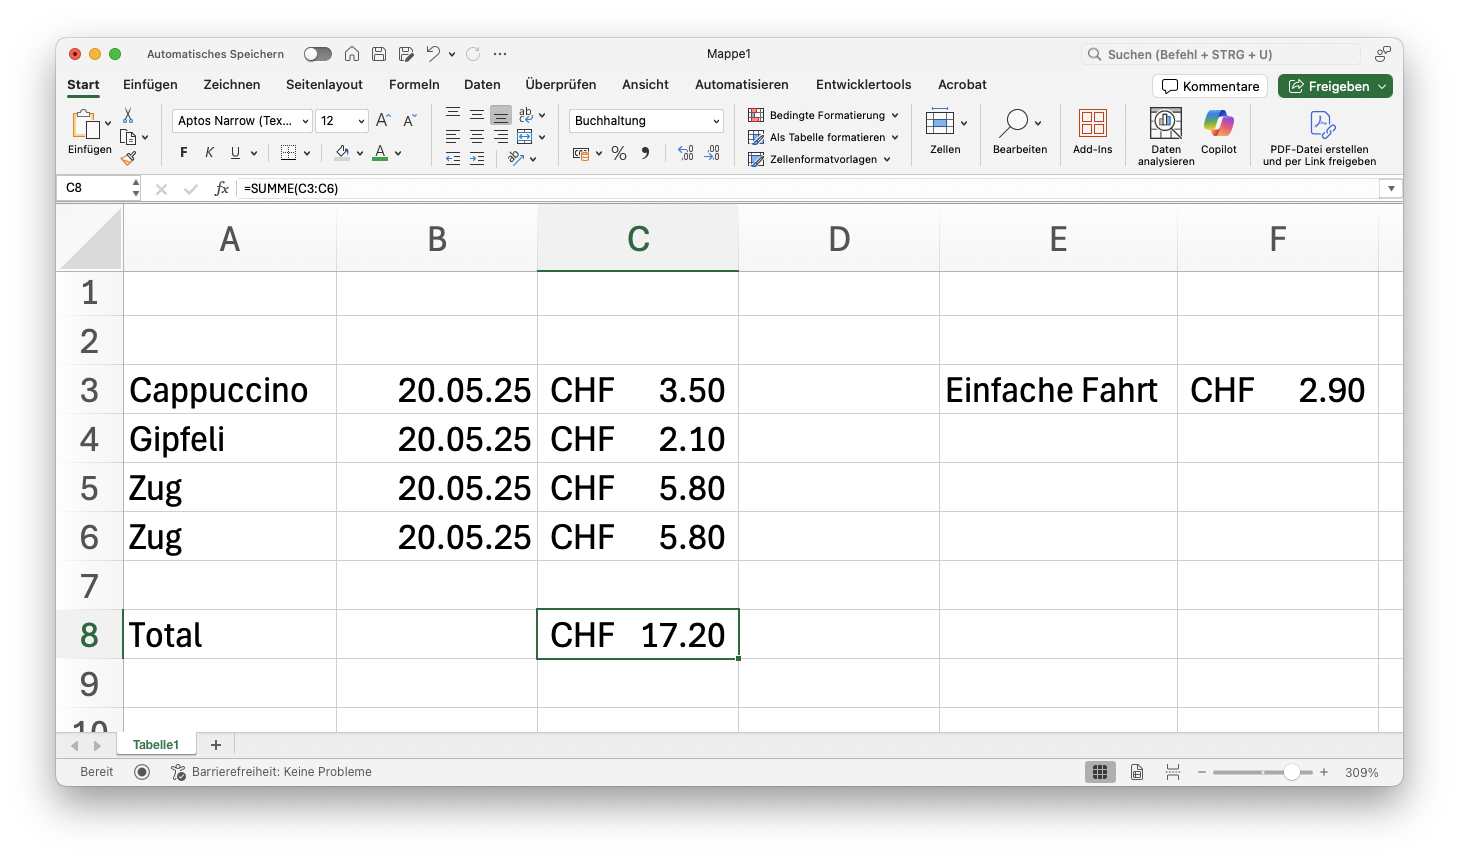 Automatisches Speichern
Mappe1
Suchen (Befehl + STRG + U)
Start Einfügen Zeichnen Seitenlayout Formeln Daten Überprüfen Ansicht Automatisieren Entwicklertools Acrobat
Kommentare
Freigeben
Einfügen
Aptos Narrow (Tex... 12 A A
F K U A
ab
Buchhaltung
%
Bedingte Formatierung
Als Tabelle formatieren
Zellenformatvorlagen
Zellen
Bearbeiten
Add-Ins
Daten
analysieren
Copilot
PDF-Datei erstellen
und per Link freigeben
C8 fx =SUMME(C3:C6)
A B C D E F
1
2
3 Cappuccino 20.05.25 CHF 3.50 Einfache Fahrt CHF 2.90
4 Gipfeli 20.05.25 CHF 2.10
5 Zug 20.05.25 CHF 5.80
6 Zug 20.05.25 CHF 5.80
7
8 Total CHF 17.20
9
10
Tabelle1 +
Bereit Barrierefreiheit: Keine Probleme 309%